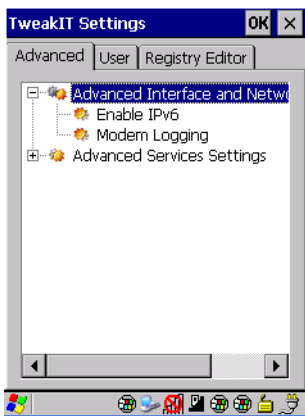 TweakIT Settings OK
Advanced User Registry Editor
Advanced Interface and Netwo
Enable IPv6
Modem Logging
Advanced Services Settings